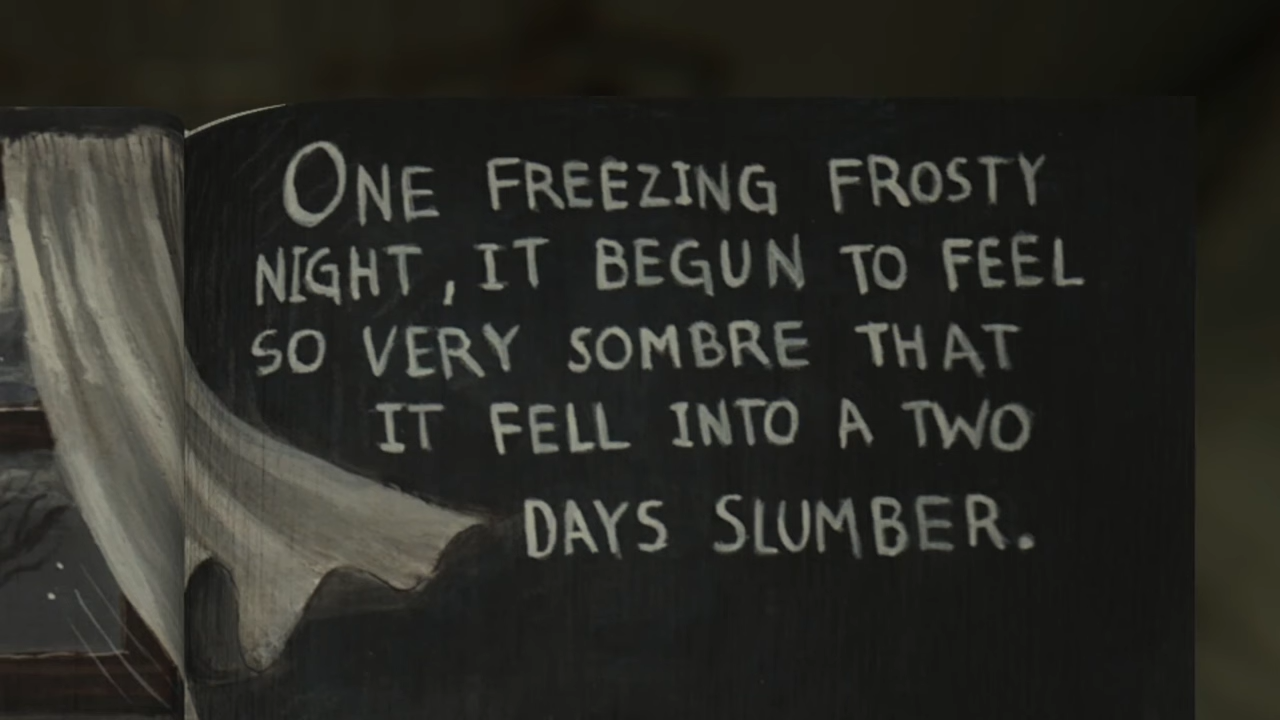 ONE FREEZING FROSTY
NIGHT, IT BEGUN TO FEEL
SO VERY SOMBRE THAT
IT FELL INTO A TWO
DAYS SLUMBER.